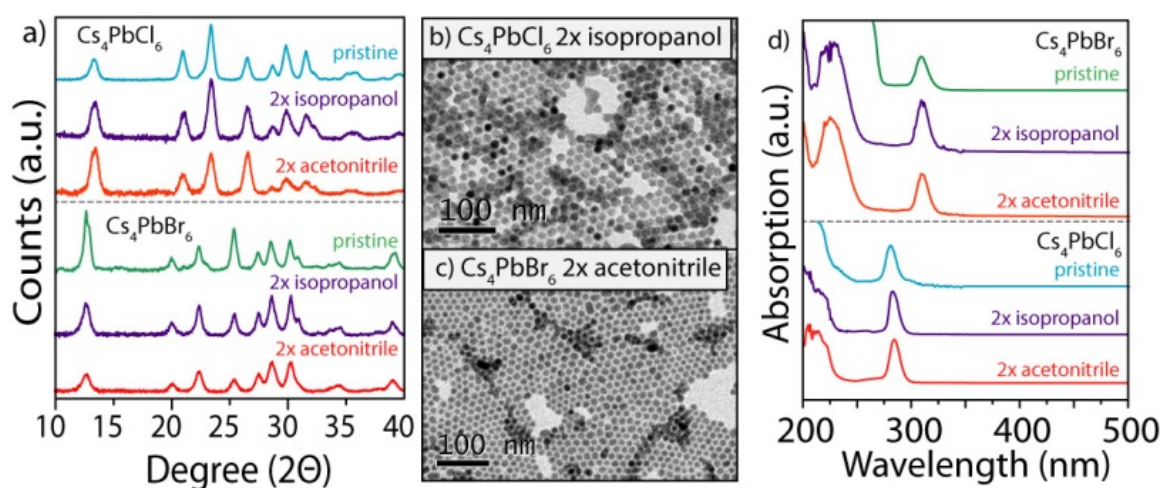 a)
Cs₄PbCl₆
pristine
2x isopropanol
2x acetonitrile
Cs₄PbBr₆
pristine
2x isopropanol
2x acetonitrile
Counts (a.u.)
10 15 20 25 30 35 40
Degree (2Θ)
b) Cs₄PbCl₆ 2x isopropanol
100 nm
c) Cs₄PbBr₆ 2x acetonitrile
100 nm
d)
Cs₄PbBr₆
pristine
2x isopropanol
2x acetonitrile
Cs₄PbCl₆
pristine
2x isopropanol
2x acetonitrile
Absorption (a.u.)
200 250 300 400 500
Wavelength (nm)